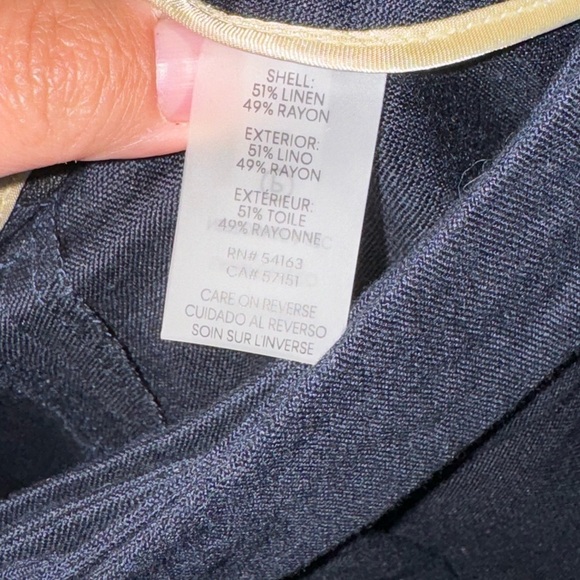 SHELL:
51% LINEN
49% RAYON
EXTERIOR:
51% LINO
49% RAYON
EXTÉRIEUR:
51% TOILE
49% RAYONNE
RN# 54163
CA# 57151
CARE ON REVERSE
CUIDADO AL REVERSO
SOIN SUR L'INVERSE